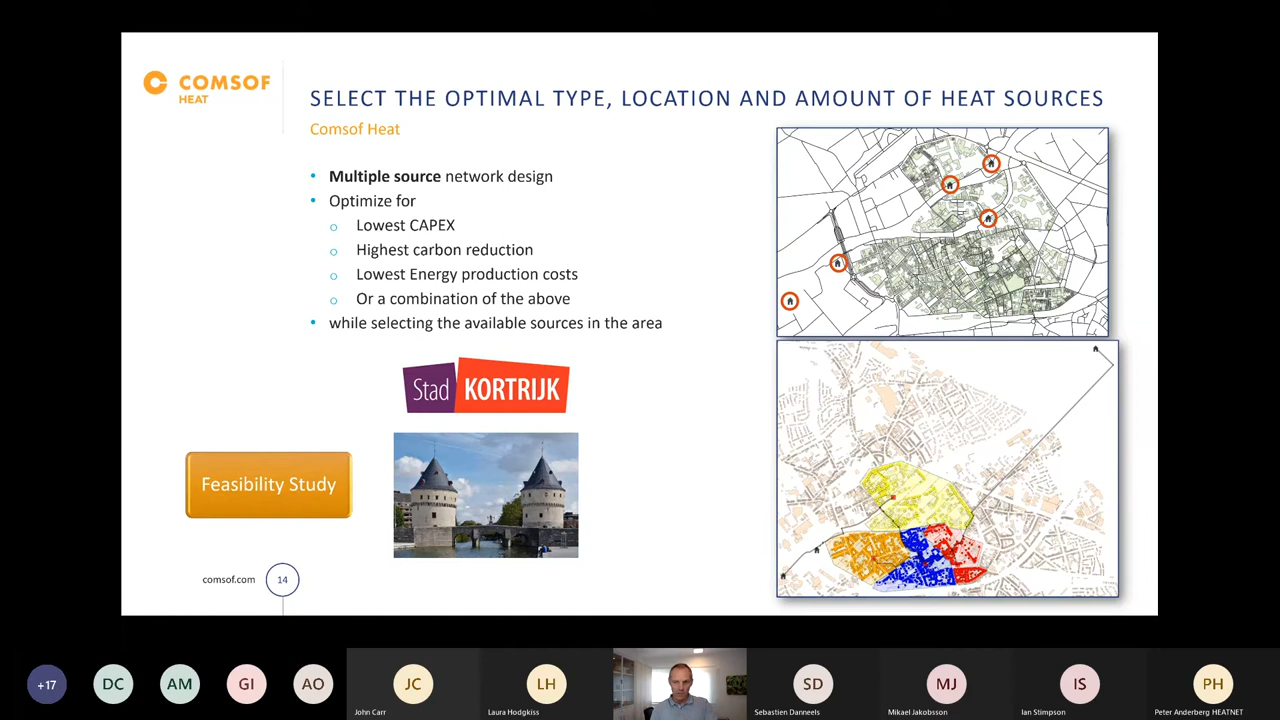 COMSOF
HEAT
SELECT THE OPTIMAL TYPE, LOCATION AND AMOUNT OF HEAT SOURCES
Comsof Heat
• Multiple source network design
• Optimize for
o Lowest CAPEX
o Highest carbon reduction
o Lowest Energy production costs
o Or a combination of the above
• while selecting the available sources in the area
Stad KORTRIJK
Feasibility Study
comsof.com 14
+17 DC AM GI AO JC LH SD MJ IS PH
John Carr Laura Hodgkiss Sebastien Danneels Mikael Jakobsson Ian Stimpson Peter Anderberg HEATNET